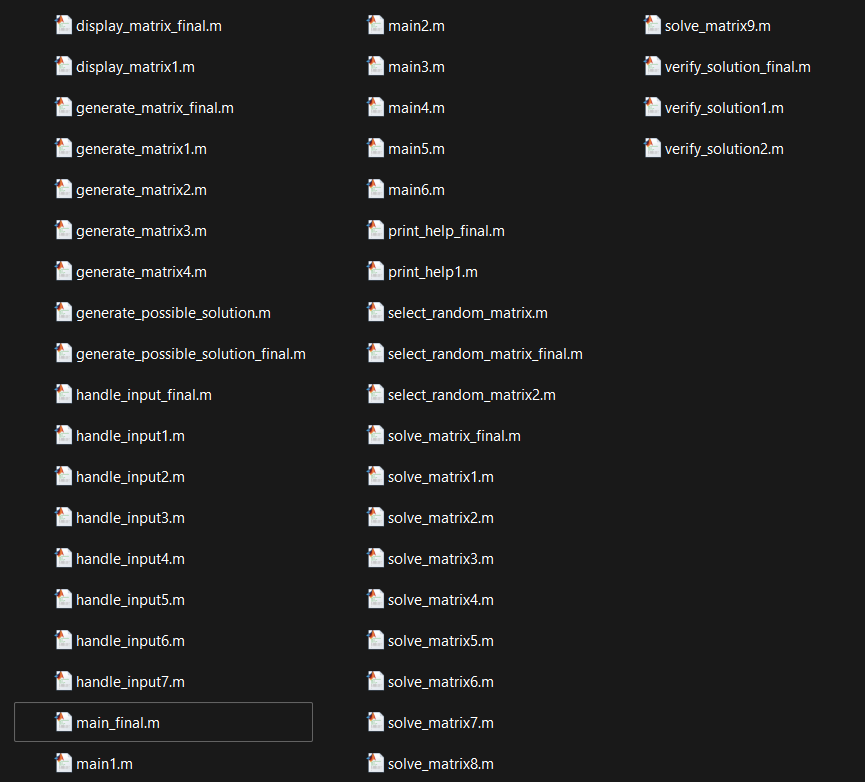 display_matrix_final.m
display_matrix1.m
generate_matrix_final.m
generate_matrix1.m
generate_matrix2.m
generate_matrix3.m
generate_matrix4.m
generate_possible_solution.m
generate_possible_solution_final.m
handle_input_final.m
handle_input1.m
handle_input2.m
handle_input3.m
handle_input4.m
handle_input5.m
handle_input6.m
handle_input7.m
main_final.m
main1.m
main2.m
main3.m
main4.m
main5.m
main6.m
print_help_final.m
print_help1.m
select_random_matrix.m
select_random_matrix_final.m
select_random_matrix2.m
solve_matrix_final.m
solve_matrix1.m
solve_matrix2.m
solve_matrix3.m
solve_matrix4.m
solve_matrix5.m
solve_matrix6.m
solve_matrix7.m
solve_matrix8.m
solve_matrix9.m
verify_solution_final.m
verify_solution1.m
verify_solution2.m